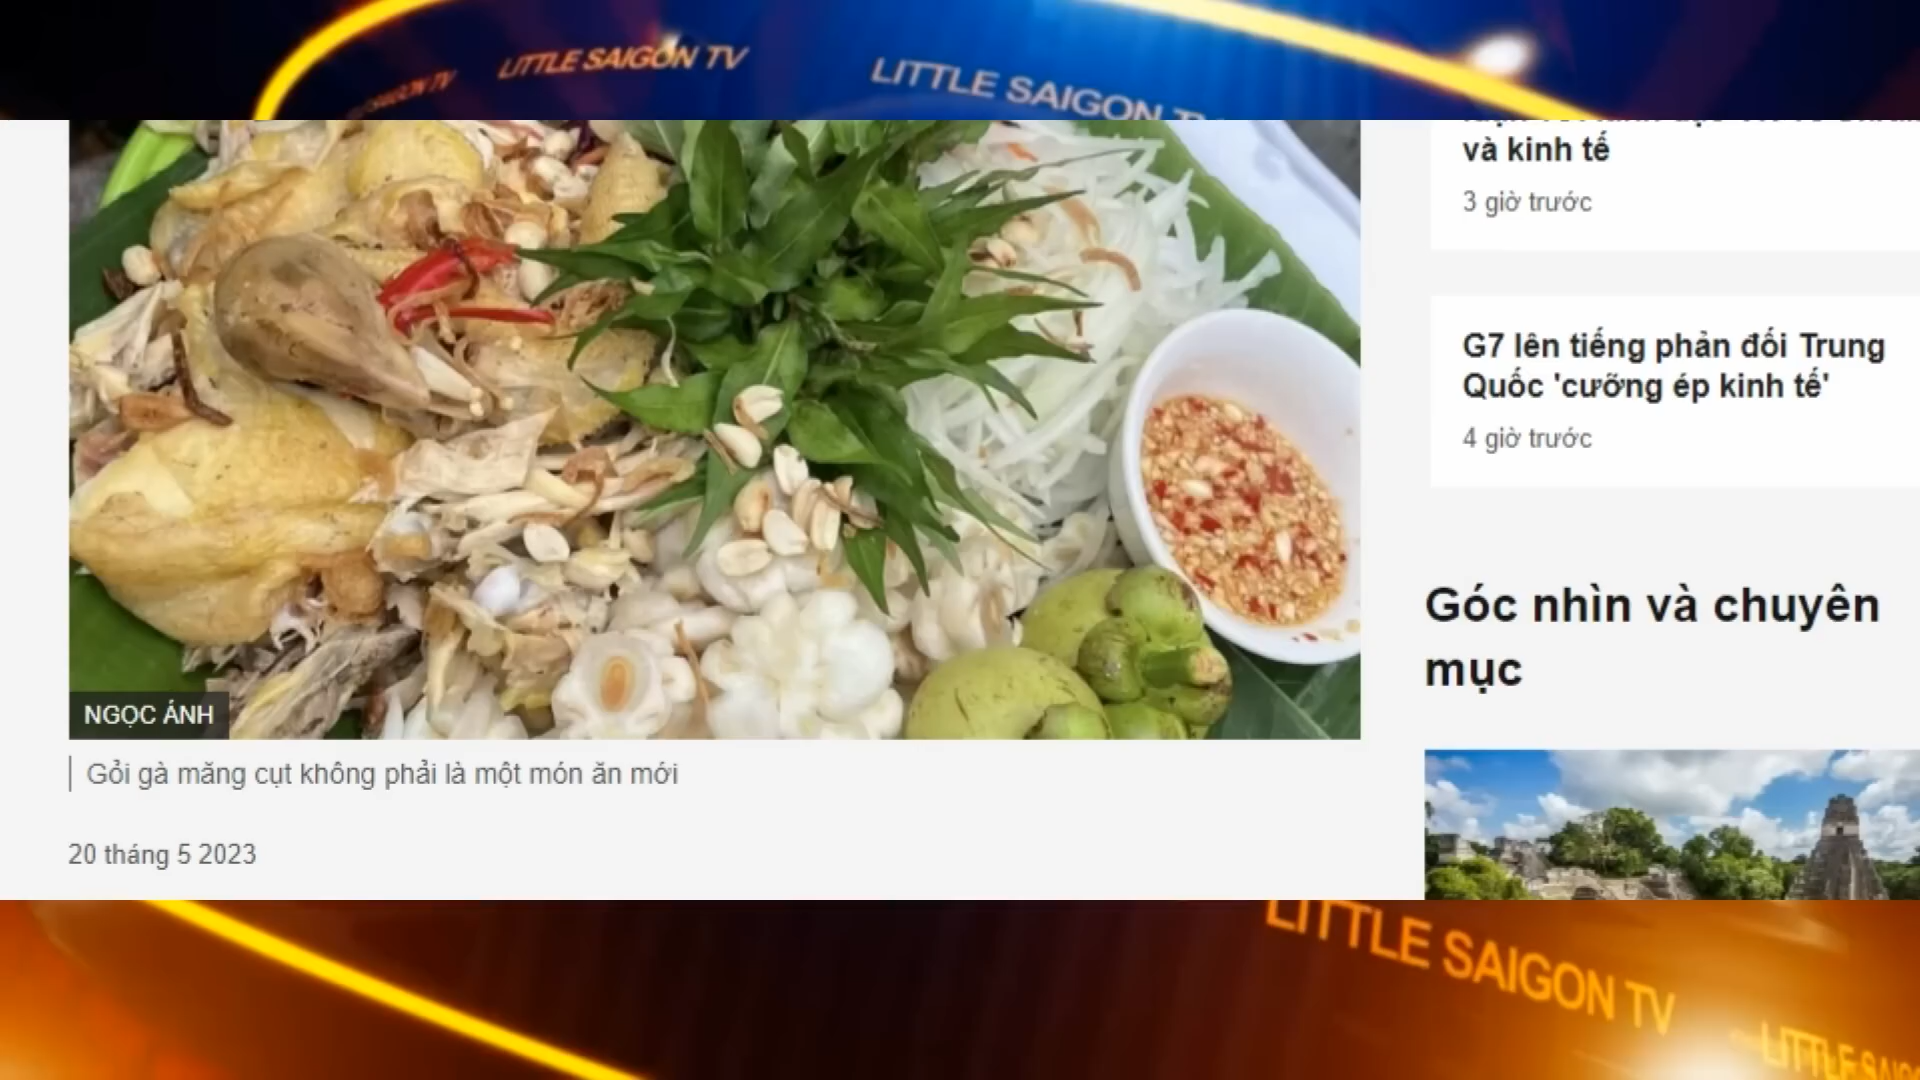 LITTLE SAIGON TV
LITTLE SAIGON TV
và kinh tế
3 giờ trước
G7 lên tiếng phản đối Trung
Quốc 'cưỡng ép kinh tế'
4 giờ trước
Góc nhìn và chuyên
mục
NGỌC ÁNH
Gỏi gà măng cụt không phải là một món ăn mới
20 tháng 5 2023
LITTLE SAIGON TV
LITTLE SAIG